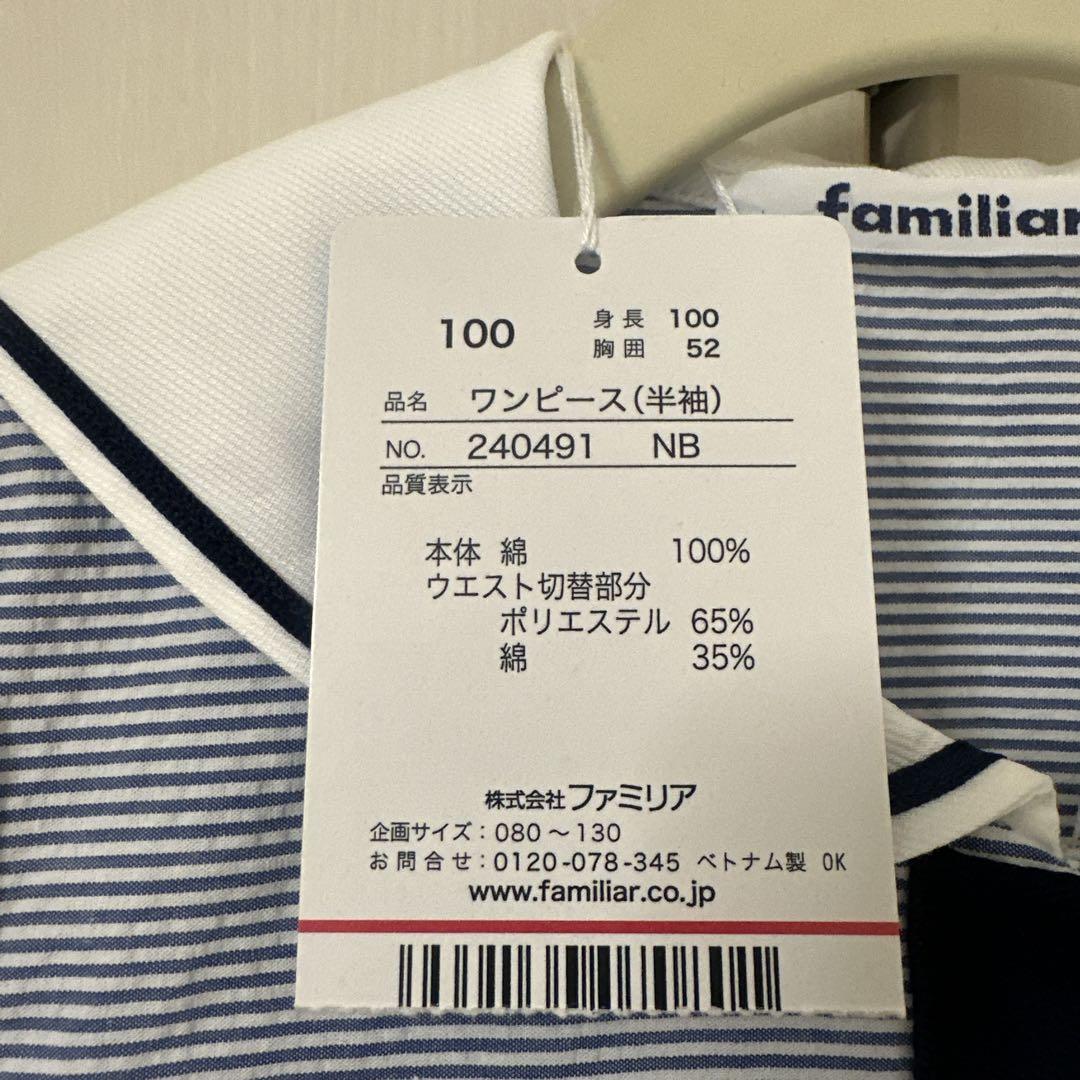 familiar
100
身長 100
胸囲 52
品名 ワンピース(半袖)
NO. 240491 NB
品質表示
本体 綿 100%
ウエスト切替部分
ポリエステル 65%
綿 35%
株式会社ファミリア
企画サイズ:080〜130
お問合せ:0120-078-345 ベトナム製 OK
www.familiar.co.jp